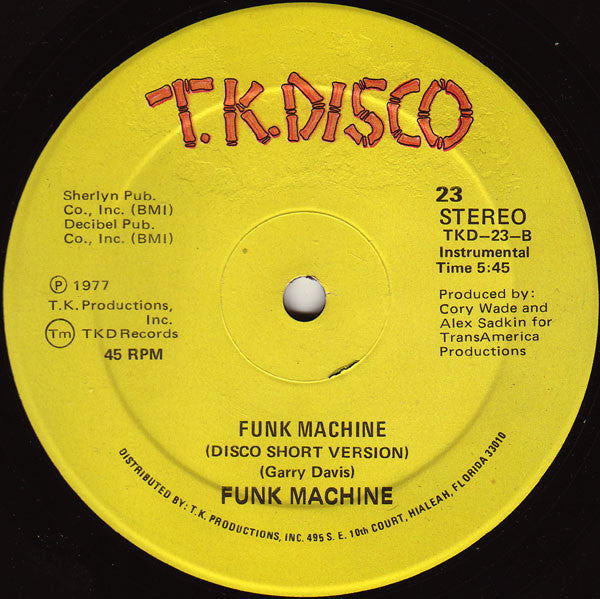 T.K.DISCO
Sherlyn Pub.
Co., Inc. (BMI)
Decibel Pub.
Co., Inc. (BMI)
℗ 1977
T.K. Productions,
Inc.
Tm TKD Records
45 RPM
23
STEREO
TKD–23–B
Instrumental
Time 5:45
Produced by:
Cory Wade and
Alex Sadkin for
TransAmerica
Productions
FUNK MACHINE
(DISCO SHORT VERSION)
(Garry Davis)
FUNK MACHINE
DISTRIBUTED BY: T.K. PRODUCTIONS, INC. 495 S. E. 10th COURT, HIALEAH, FLORIDA 33010